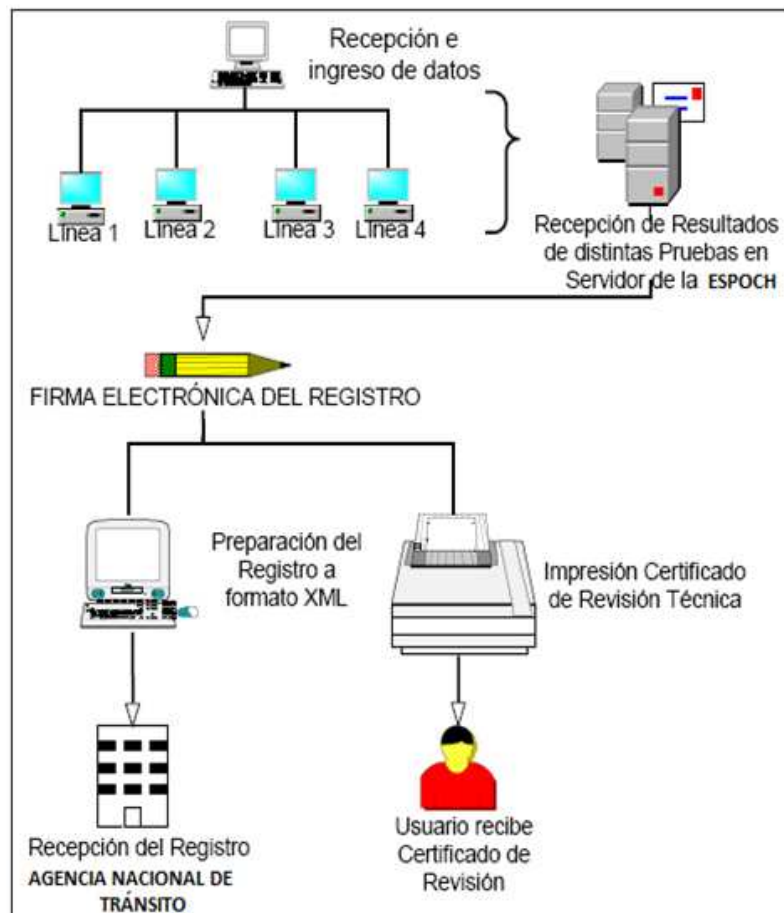 Recepción e
ingreso de datos
Línea 1
Línea 2
Línea 3
Línea 4
Recepción de Resultados
de distintas Pruebas en
Servidor de la ESPOCH
FIRMA ELECTRÓNICA DEL REGISTRO
Preparación del
Registro a
formato XML
Impresión Certificado
de Revisión Técnica
Recepción del Registro
AGENCIA NACIONAL DE
TRÁNSITO
Usuario recibe
Certificado de
Revisión